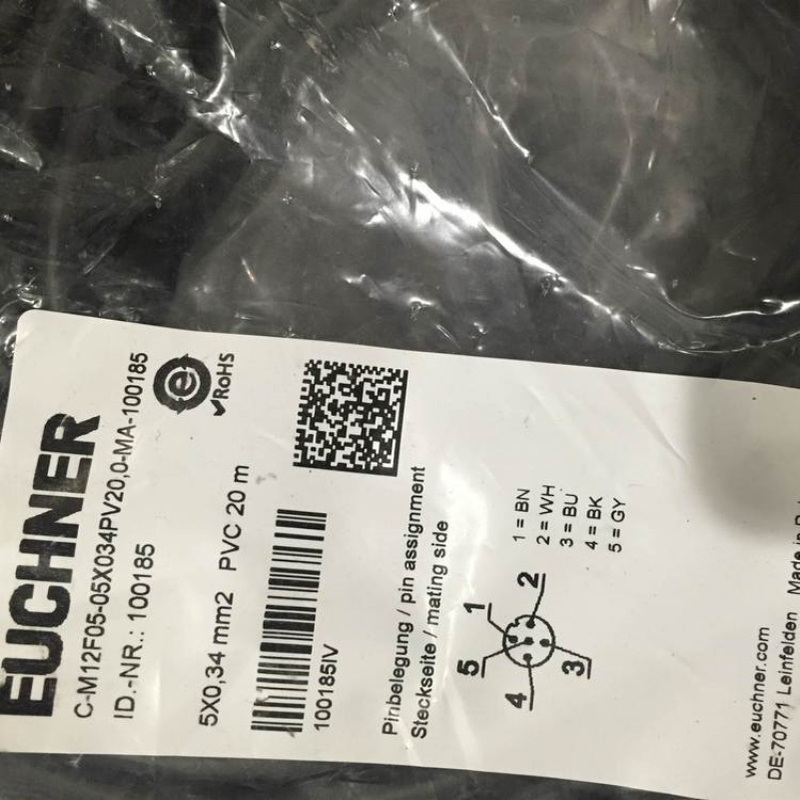 EUCHNER
C-M12F05-05X034PV20,0-MA-100185
ID.-NR.: 100185
e
RoHS
5X0,34 mm2 PVC 20 m
100185IV
Pinbelegung / pin assignment
Steckseite / mating side
5 1
4 2
3
1 = BN
2 = WH
3 = BU
4 = BK
5 = GY
www.euchner.com
DE-70771 Leinfelden Made in